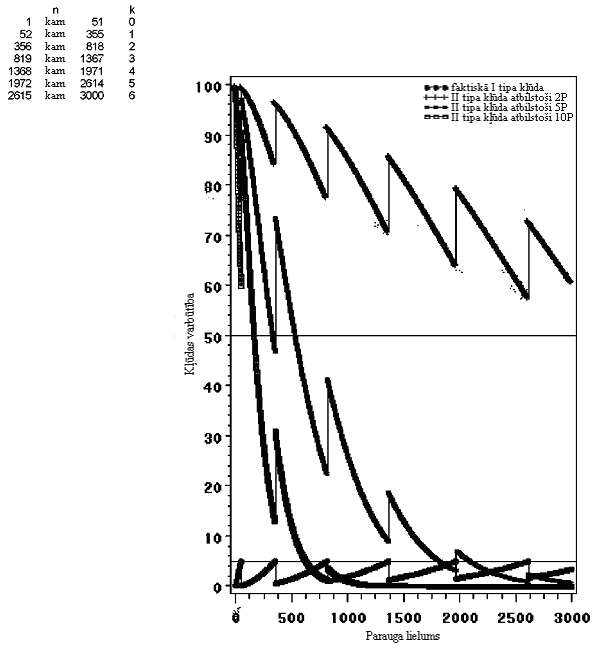 n k
1 kam 51 0
52 kam 355 1
356 kam 818 2
819 kam 1367 3
1368 kam 1971 4
1972 kam 2614 5
2615 kam 3000 6
faktiskā I tipa kļūda
II tipa kļūda atbilstoši 2P
II tipa kļūda atbilstoši 5P
II tipa kļūda atbilstoši 10P
100
90
80
70
60
50
40
30
20
10
0
Kļūdas varbūtība
0 500 1000 1500 2000 2500 3000
Parauga lielums